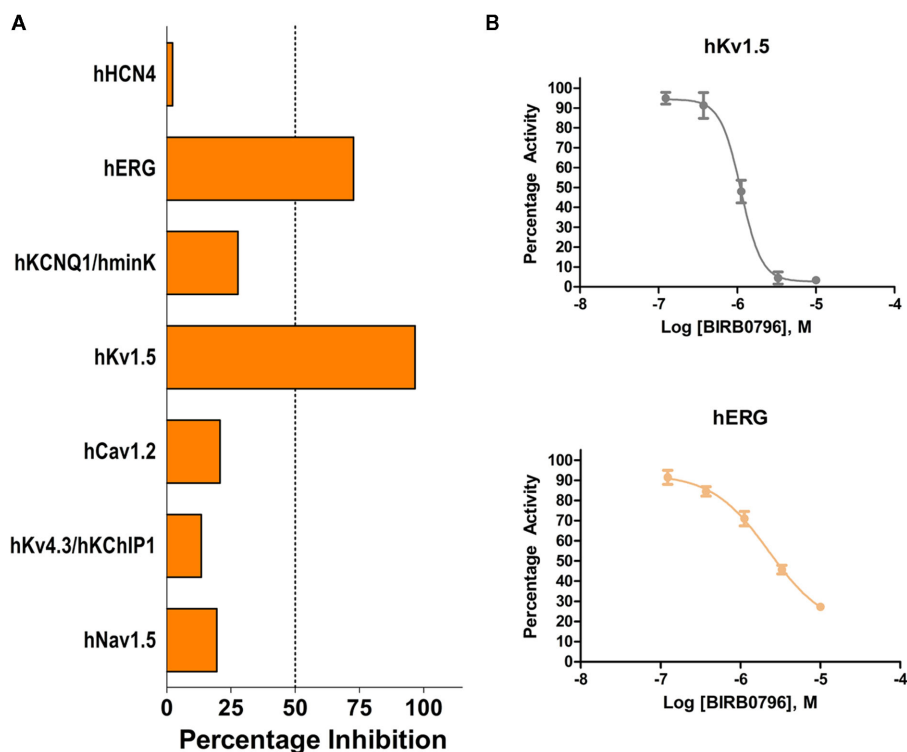 A
hHCN4
hERG
hKCNQ1/hminK
hKv1.5
hCav1.2
hKv4.3/hKChIP1
hNav1.5
0 25 50 75 100
Percentage Inhibition
B
hKv1.5
Percentage Activity
100
90
80
70
60
50
40
30
20
10
0
-8 -7 -6 -5 -4
Log [BIRB0796], M
hERG
Percentage Activity
100
90
80
70
60
50
40
30
20
10
0
-8 -7 -6 -5 -4
Log [BIRB0796], M